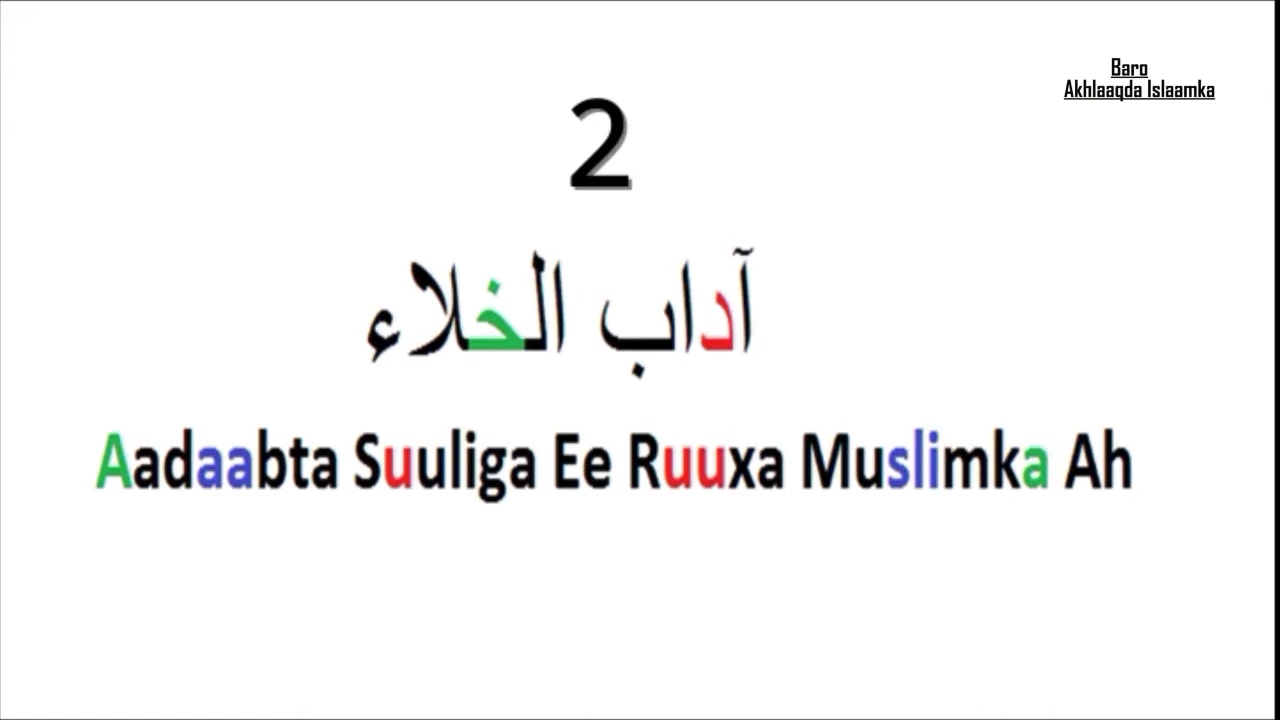 Baro
Akhlaaqda Islaamka
2
آداب الخلاء
Aadaabta Suuliga Ee Ruuxa Muslimka Ah